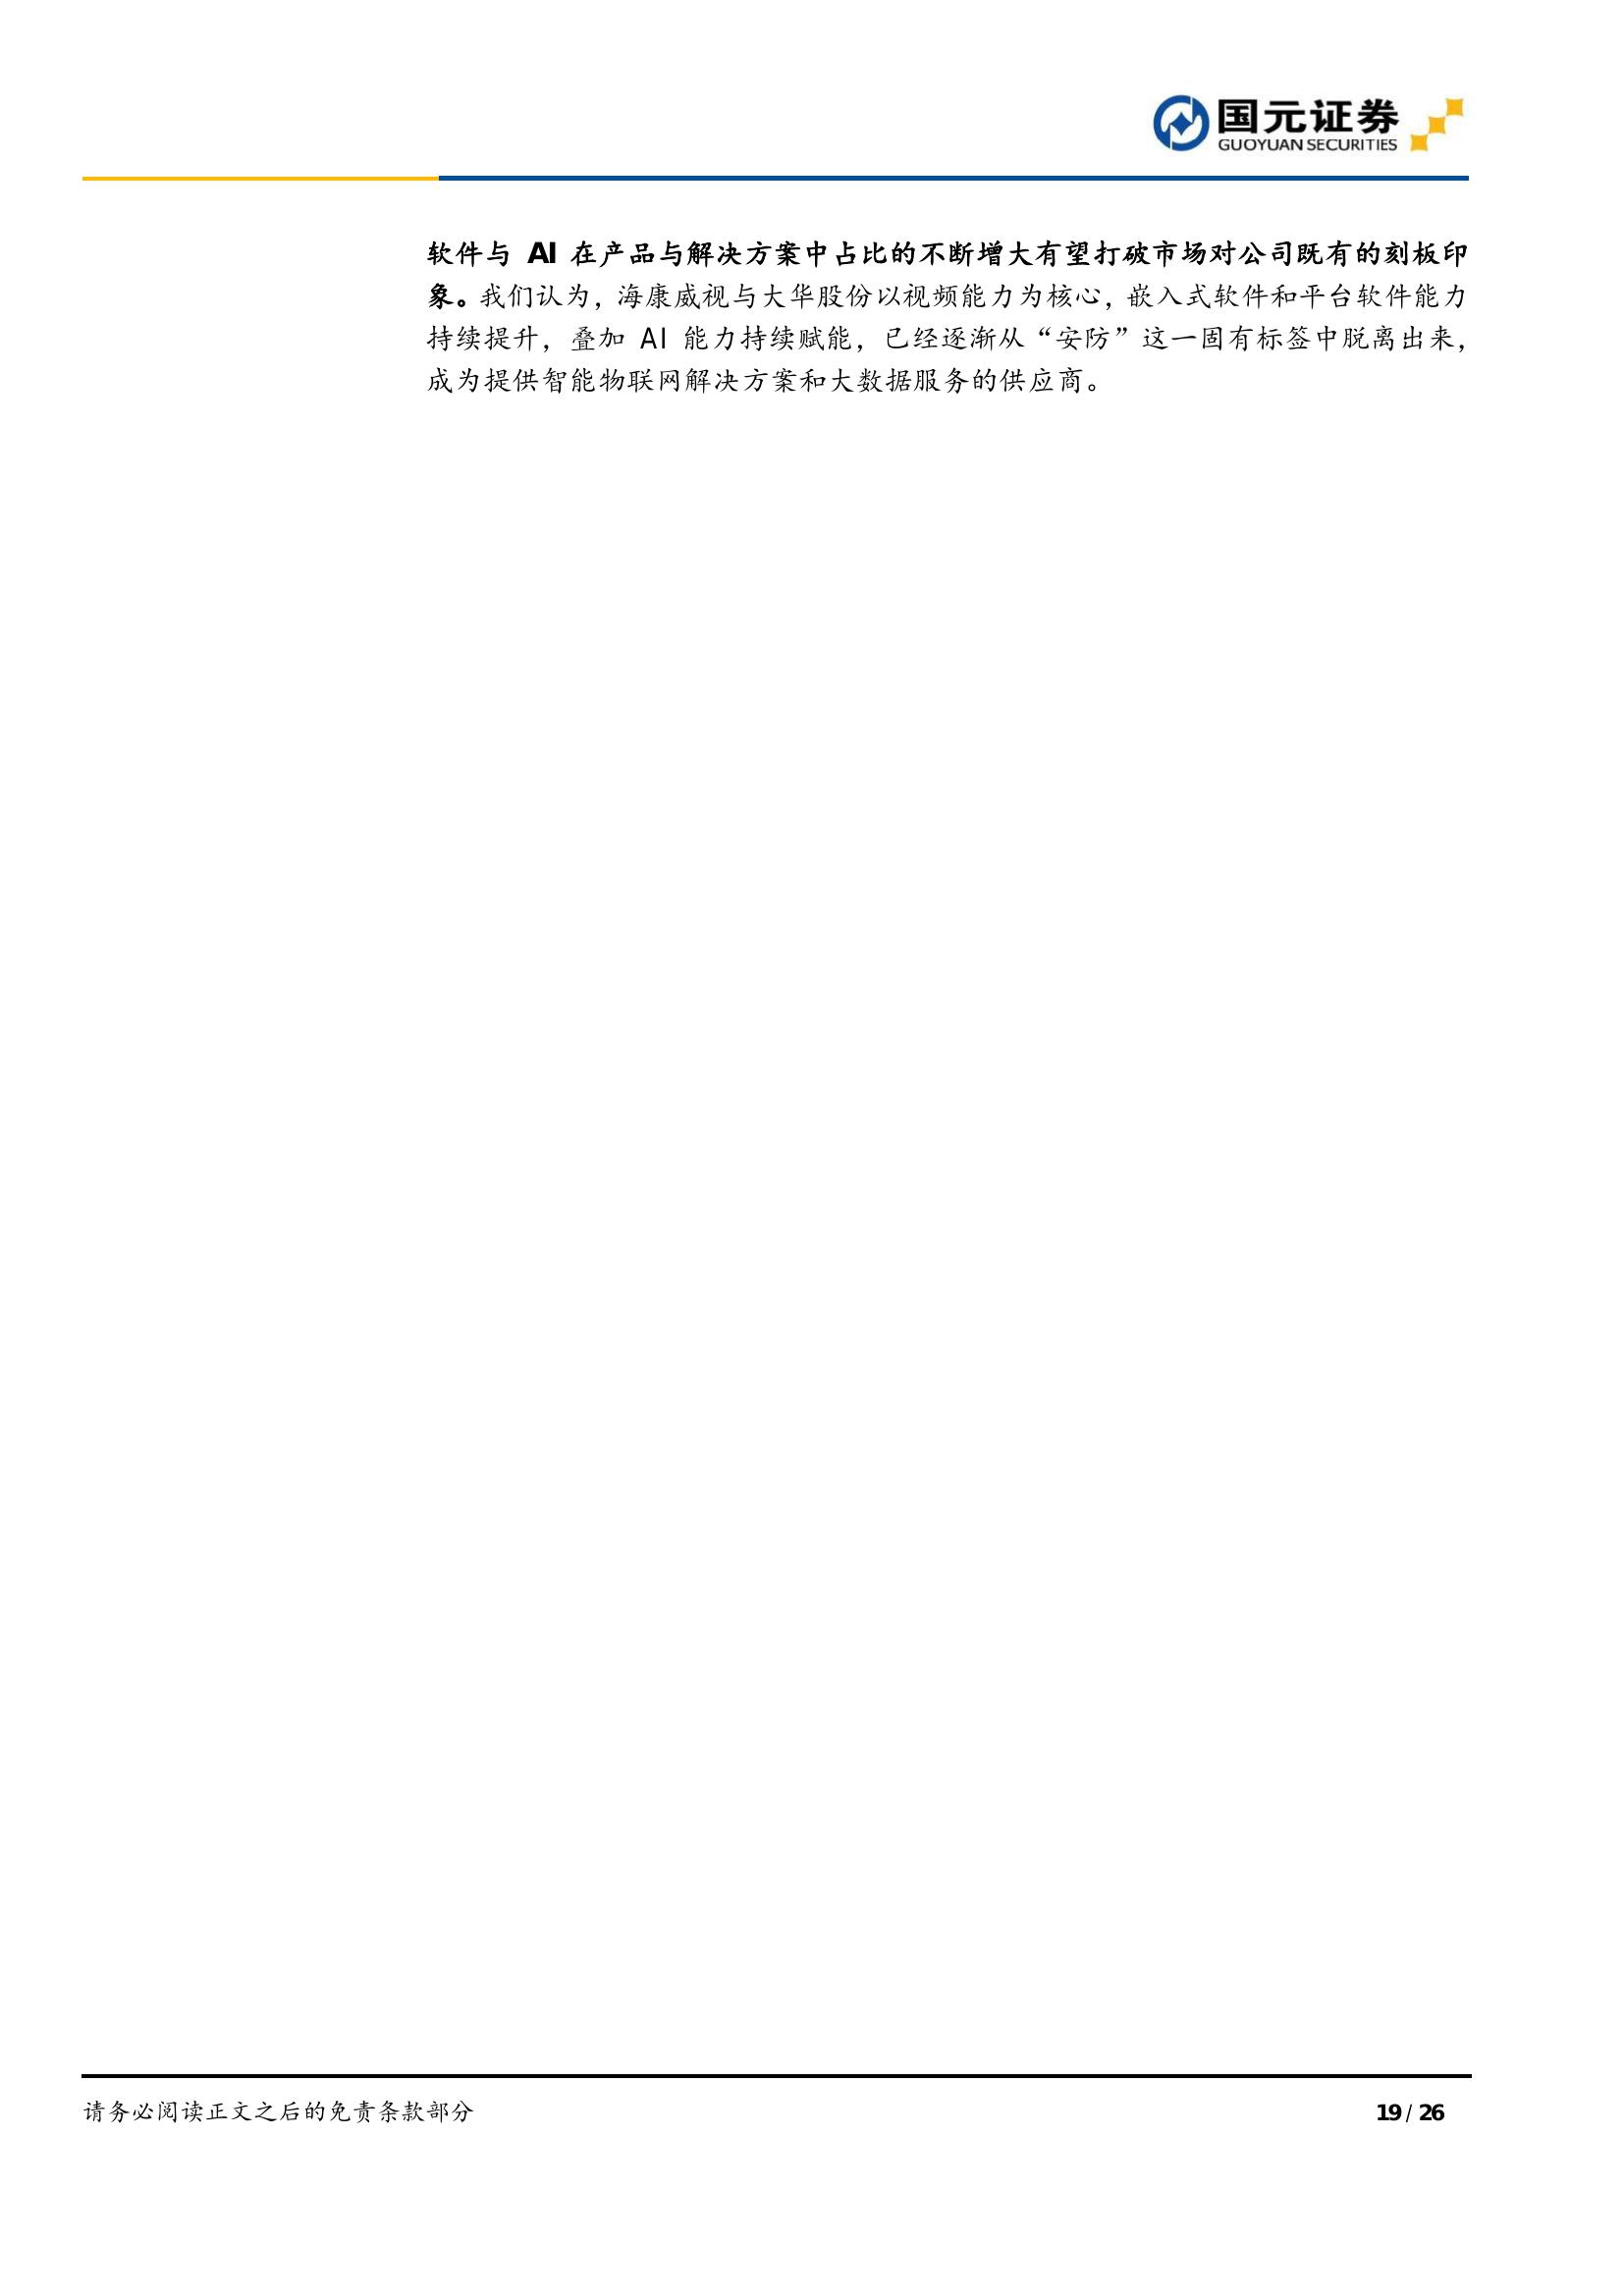 国元证券
GUOYUAN SECURITIES
软件与 AI 在产品与解决方案中占比的不断增大有望打破市场对公司既有的刻板印
象。我们认为，海康威视与大华股份以视频能力为核心，嵌入式软件和平台软件能力
持续提升，叠加 AI 能力持续赋能，已经逐渐从“安防”这一固有标签中脱离出来，
成为提供智能物联网解决方案和大数据服务的供应商。
请务必阅读正文之后的免责条款部分
19 / 26